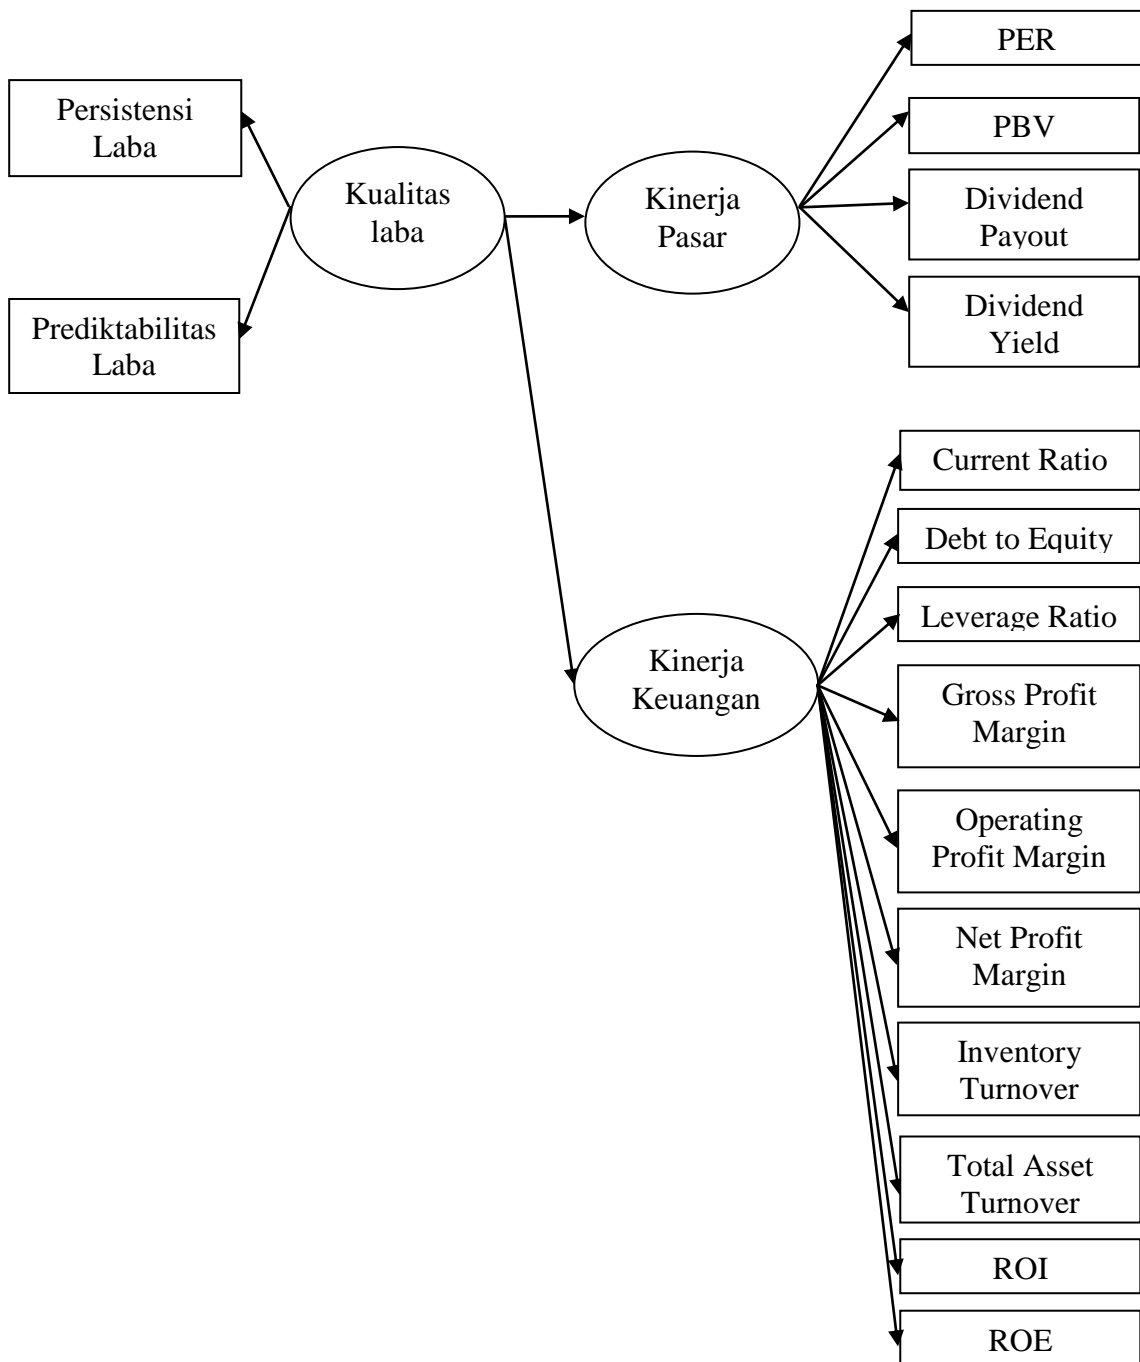 PER
Persistensi
Laba
PBV
Kualitas
laba
Kinerja
Pasar
Dividend
Payout
Prediktabilitas
Laba
Dividend
Yield
Current Ratio
Debt to Equity
Leverage Ratio
Kinerja
Keuangan
Gross Profit
Margin
Operating
Profit Margin
Net Profit
Margin
Inventory
Turnover
Total Asset
Turnover
ROI
ROE